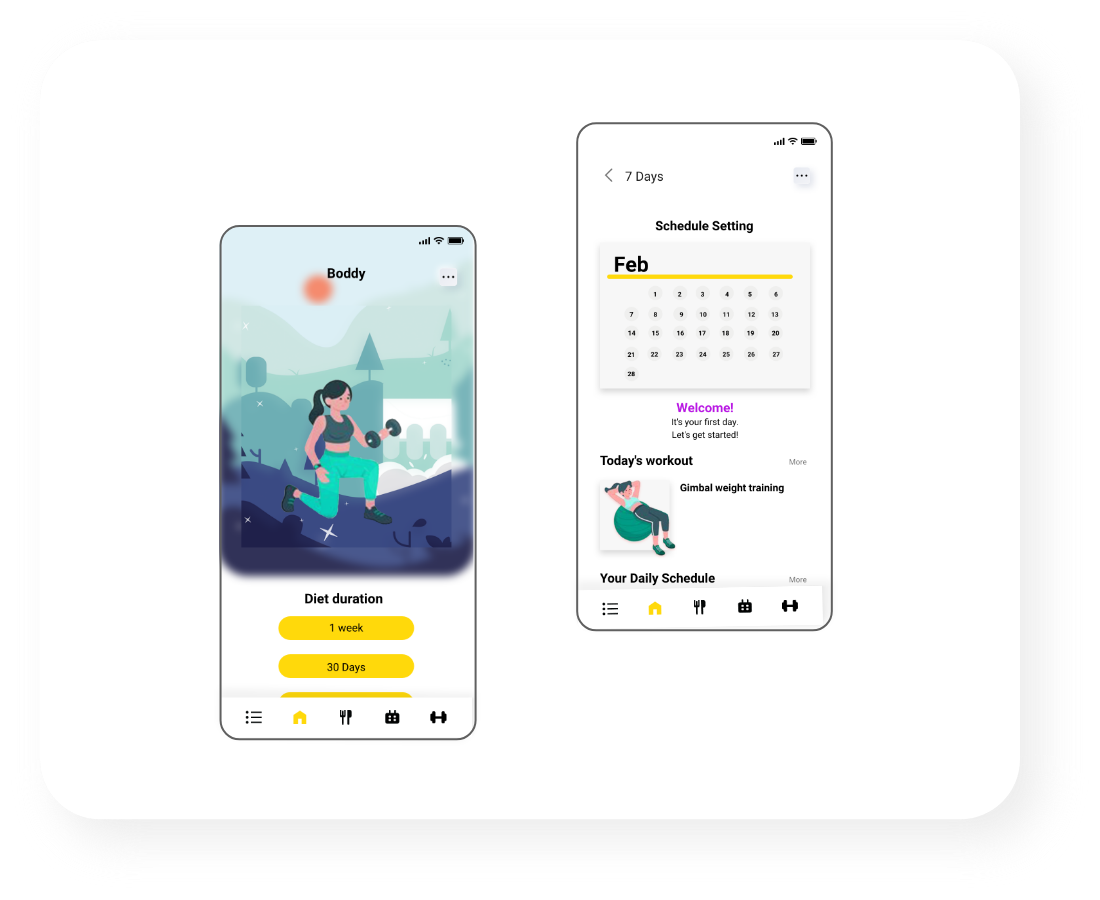 Boddy
Diet duration
1 week
30 Days
7 Days
Schedule Setting
Feb
1 2 3 4 5 6
7 8 9 10 11 12 13
14 15 16 17 18 19 20
21 22 23 24 25 26 27
28
Welcome!
It's your first day.
Let's get started!
Today's workout More
Gimbal weight training
Your Daily Schedule More